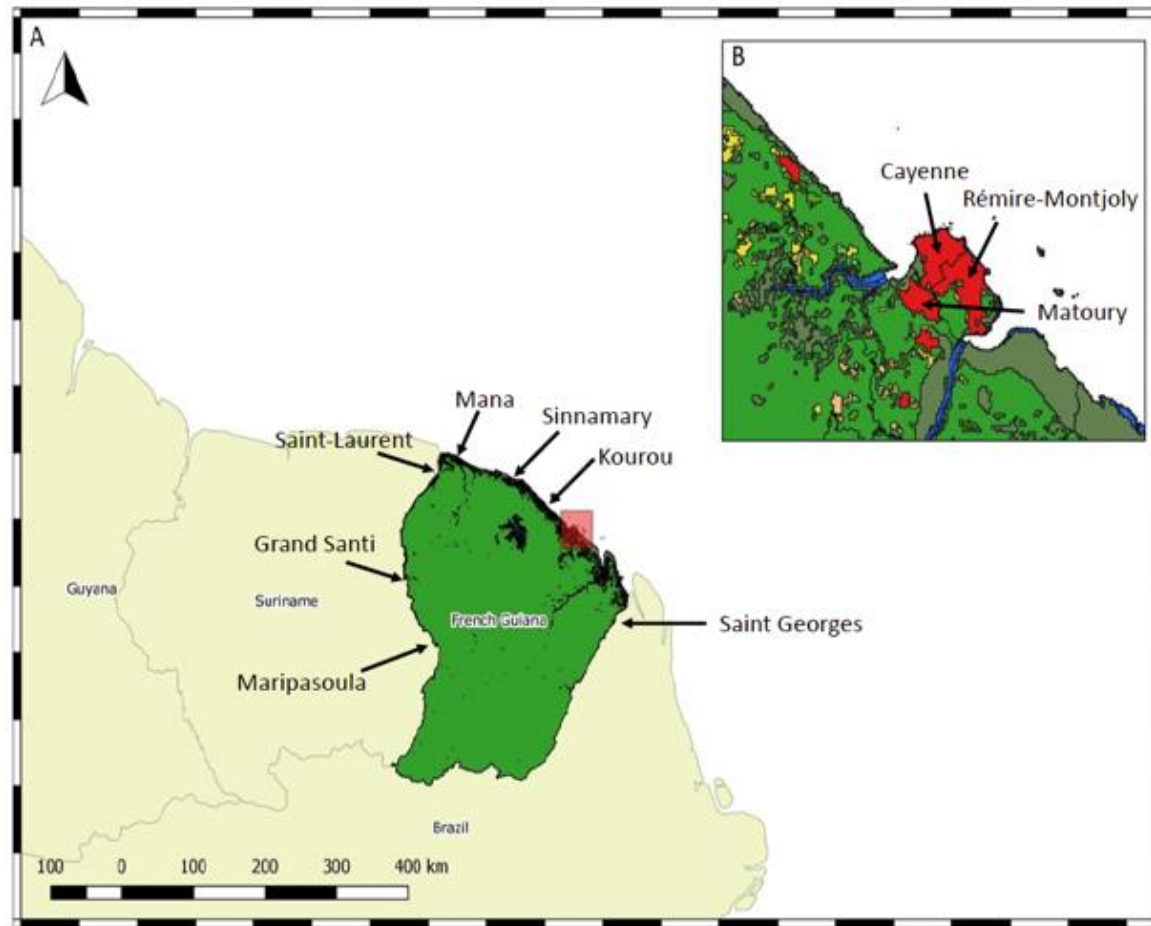 A
B
Cayenne
Rémire-Montjoly
Matoury
Mana
Sinnamary
Saint-Laurent
Kourou
Grand Santi
Guyana
Suriname
French Guiana
Saint Georges
Maripasoula
Brazil
100 0 100 200 300 400 km